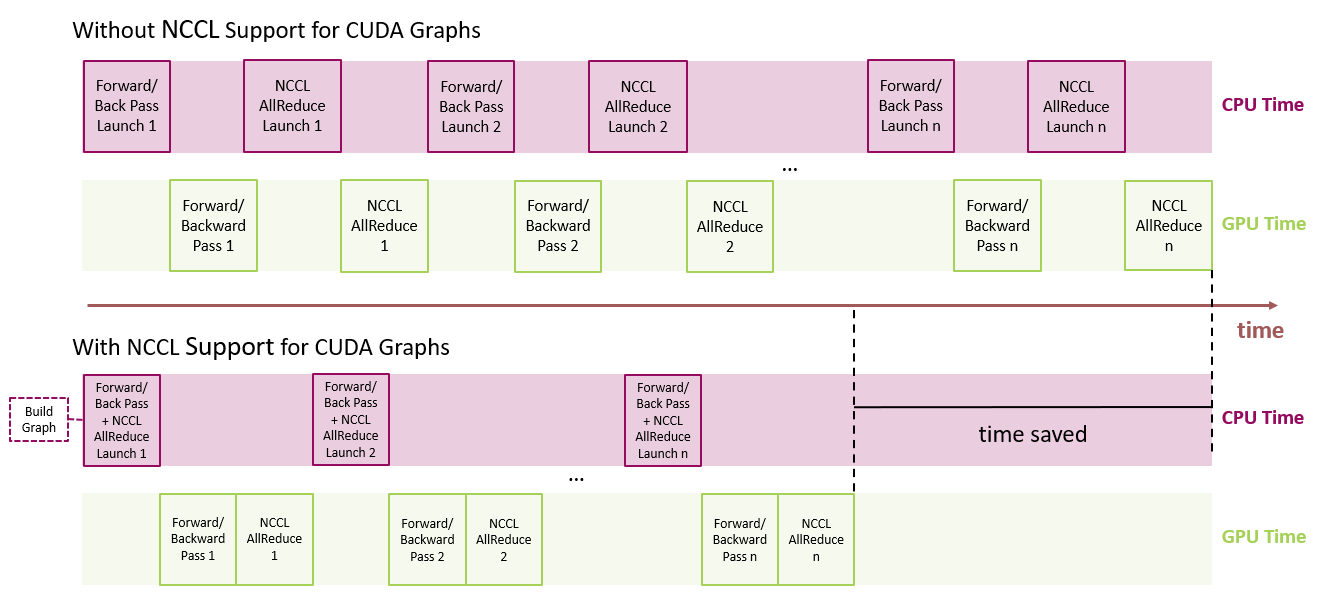 Without NCCL Support for CUDA Graphs
Forward/
Back Pass
Launch 1
NCCL
AllReduce
Launch 1
Forward/
Back Pass
Launch 2
NCCL
AllReduce
Launch 2
Forward/
Back Pass
Launch n
NCCL
AllReduce
Launch n
CPU Time
...
Forward/
Backward
Pass 1
NCCL
AllReduce
1
Forward/
Backward
Pass 2
NCCL
AllReduce
2
Forward/
Backward
Pass n
NCCL
AllReduce
n
GPU Time
time
With NCCL Support for CUDA Graphs
Build
Graph
Forward/
Back Pass
+ NCCL
AllReduce
Launch 1
Forward/
Back Pass
+ NCCL
AllReduce
Launch 2
Forward/
Back Pass
+ NCCL
AllReduce
Launch n
time saved
CPU Time
...
Forward/
Backward
Pass 1
NCCL
AllReduce
1
Forward/
Backward
Pass 2
NCCL
AllReduce
2
Forward/
Backward
Pass n
NCCL
AllReduce
n
GPU Time